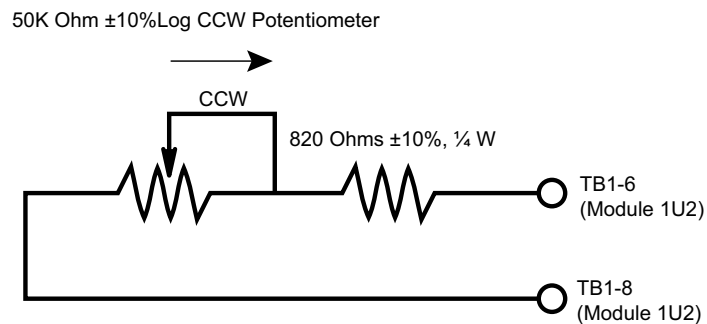 50K Ohm ±10%Log CCW Potentiometer
CCW
820 Ohms ±10%, ¼ W
TB1-6
(Module 1U2)
TB1-8
(Module 1U2)